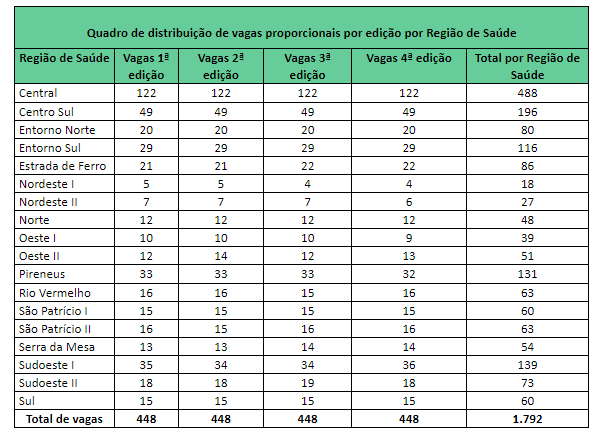 Quadro de distribuição de vagas proporcionais por edição por Região de Saúde
Região de Saúde Vagas 1ª edição Vagas 2ª edição Vagas 3ª edição Vagas 4ª edição Total por Região de Saúde
Central 122 122 122 122 488
Centro Sul 49 49 49 49 196
Entorno Norte 20 20 20 20 80
Entorno Sul 29 29 29 29 116
Estrada de Ferro 21 21 22 22 86
Nordeste I 5 5 4 4 18
Nordeste II 7 7 7 6 27
Norte 12 12 12 12 48
Oeste I 10 10 10 9 39
Oeste II 12 14 12 13 51
Pireneus 33 33 33 32 131
Rio Vermelho 16 16 15 16 63
São Patrício I 15 15 15 15 60
São Patrício II 16 15 16 16 63
Serra da Mesa 13 13 14 14 54
Sudoeste I 35 34 34 36 139
Sudoeste II 18 18 19 18 73
Sul 15 15 15 15 60
Total de vagas 448 448 448 448 1.792